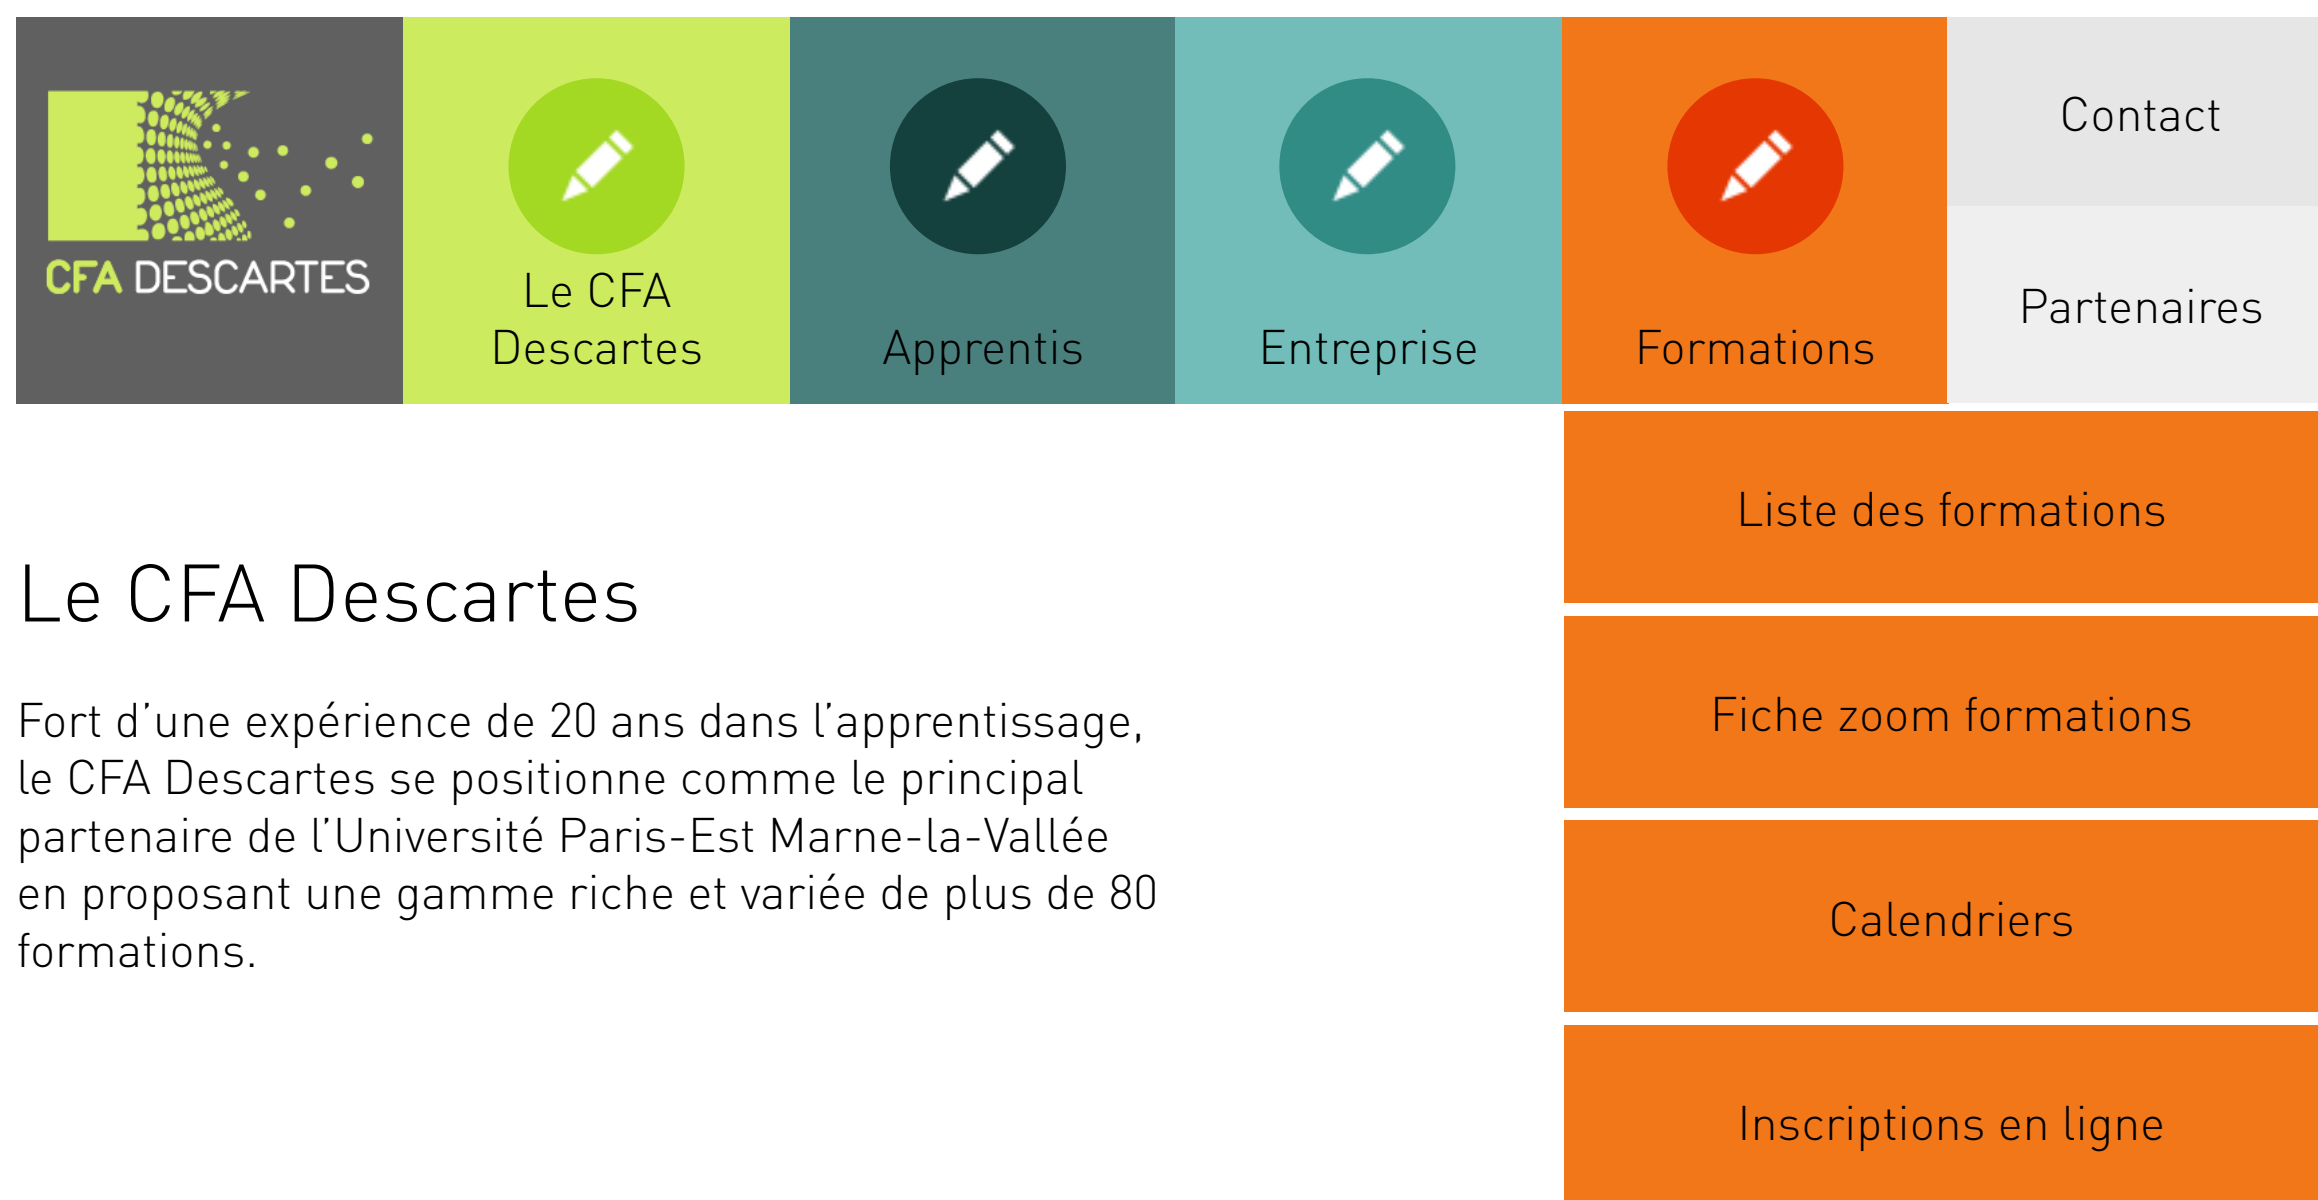 CFA DESCARTES
Le CFA
Descartes
Apprentis
Entreprise
Formations
Contact
Partenaires
Liste des formations
Fiche zoom formations
Calendriers
Inscriptions en ligne
Le CFA Descartes
Fort d’une expérience de 20 ans dans l’apprentissage,
le CFA Descartes se positionne comme le principal
partenaire de l’Université Paris-Est Marne-la-Vallée
en proposant une gamme riche et variée de plus de 80
formations.